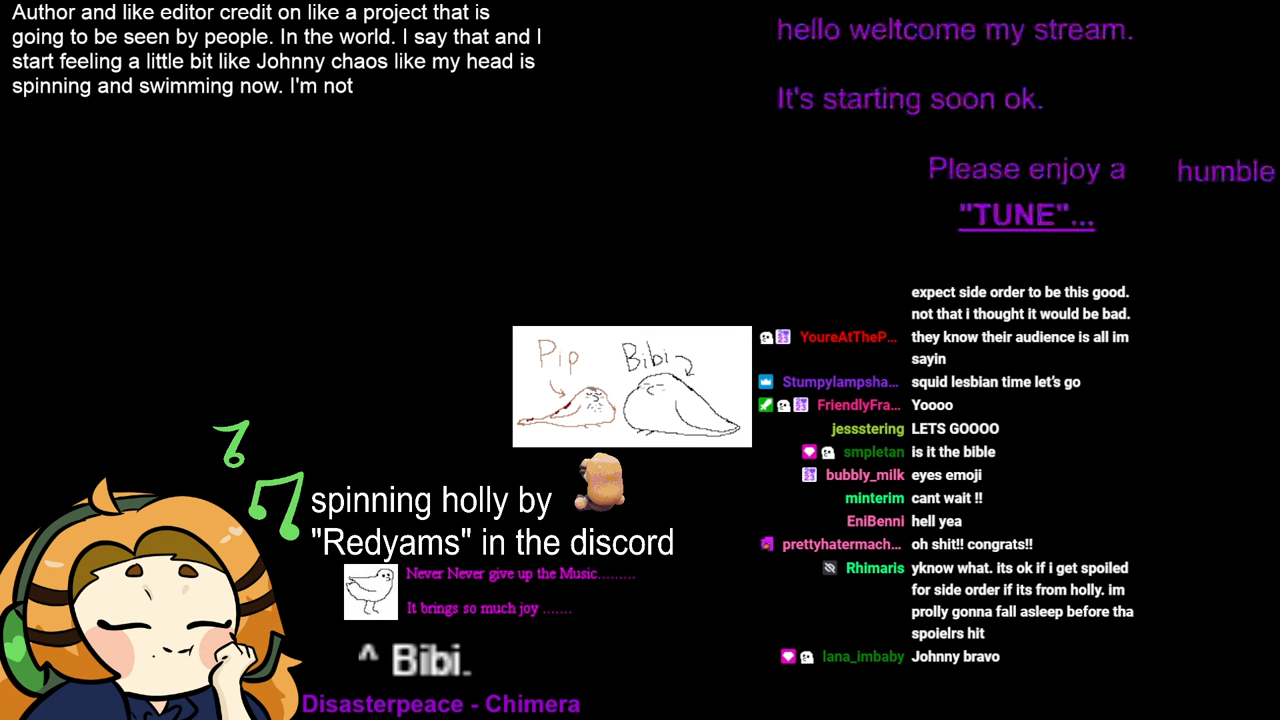 Author and like editor credit on like a project that is
going to be seen by people. In the world. I say that and I
start feeling a little bit like Johnny chaos like my head is
spinning and swimming now. I'm not
hello weltcome my stream.
It's starting soon ok.
Please enjoy a humble
"TUNE"...
Pip
Bibi
expect side order to be this good.
not that i thought it would be bad.
YoureAtTheP... they know their audience is all im
sayin
Stumpylampsha... squid lesbian time let's go
FriendlyFra... Yoooo
jessstering LETS GOOOO
smpletan is it the bible
bubbly_milk eyes emoji
minterim cant wait !!
EniBenni hell yea
prettyhatermach... oh shit!! congrats!!
Rhimaris yknow what. its ok if i get spoiled
for side order if its from holly. im
prolly gonna fall asleep before tha
spoielrs hit
lana_imbaby Johnny bravo
spinning holly by
"Redyams" in the discord
Never Never give up the Music.........
It brings so much joy .......
^ Bibi.
Disasterpeace - Chimera